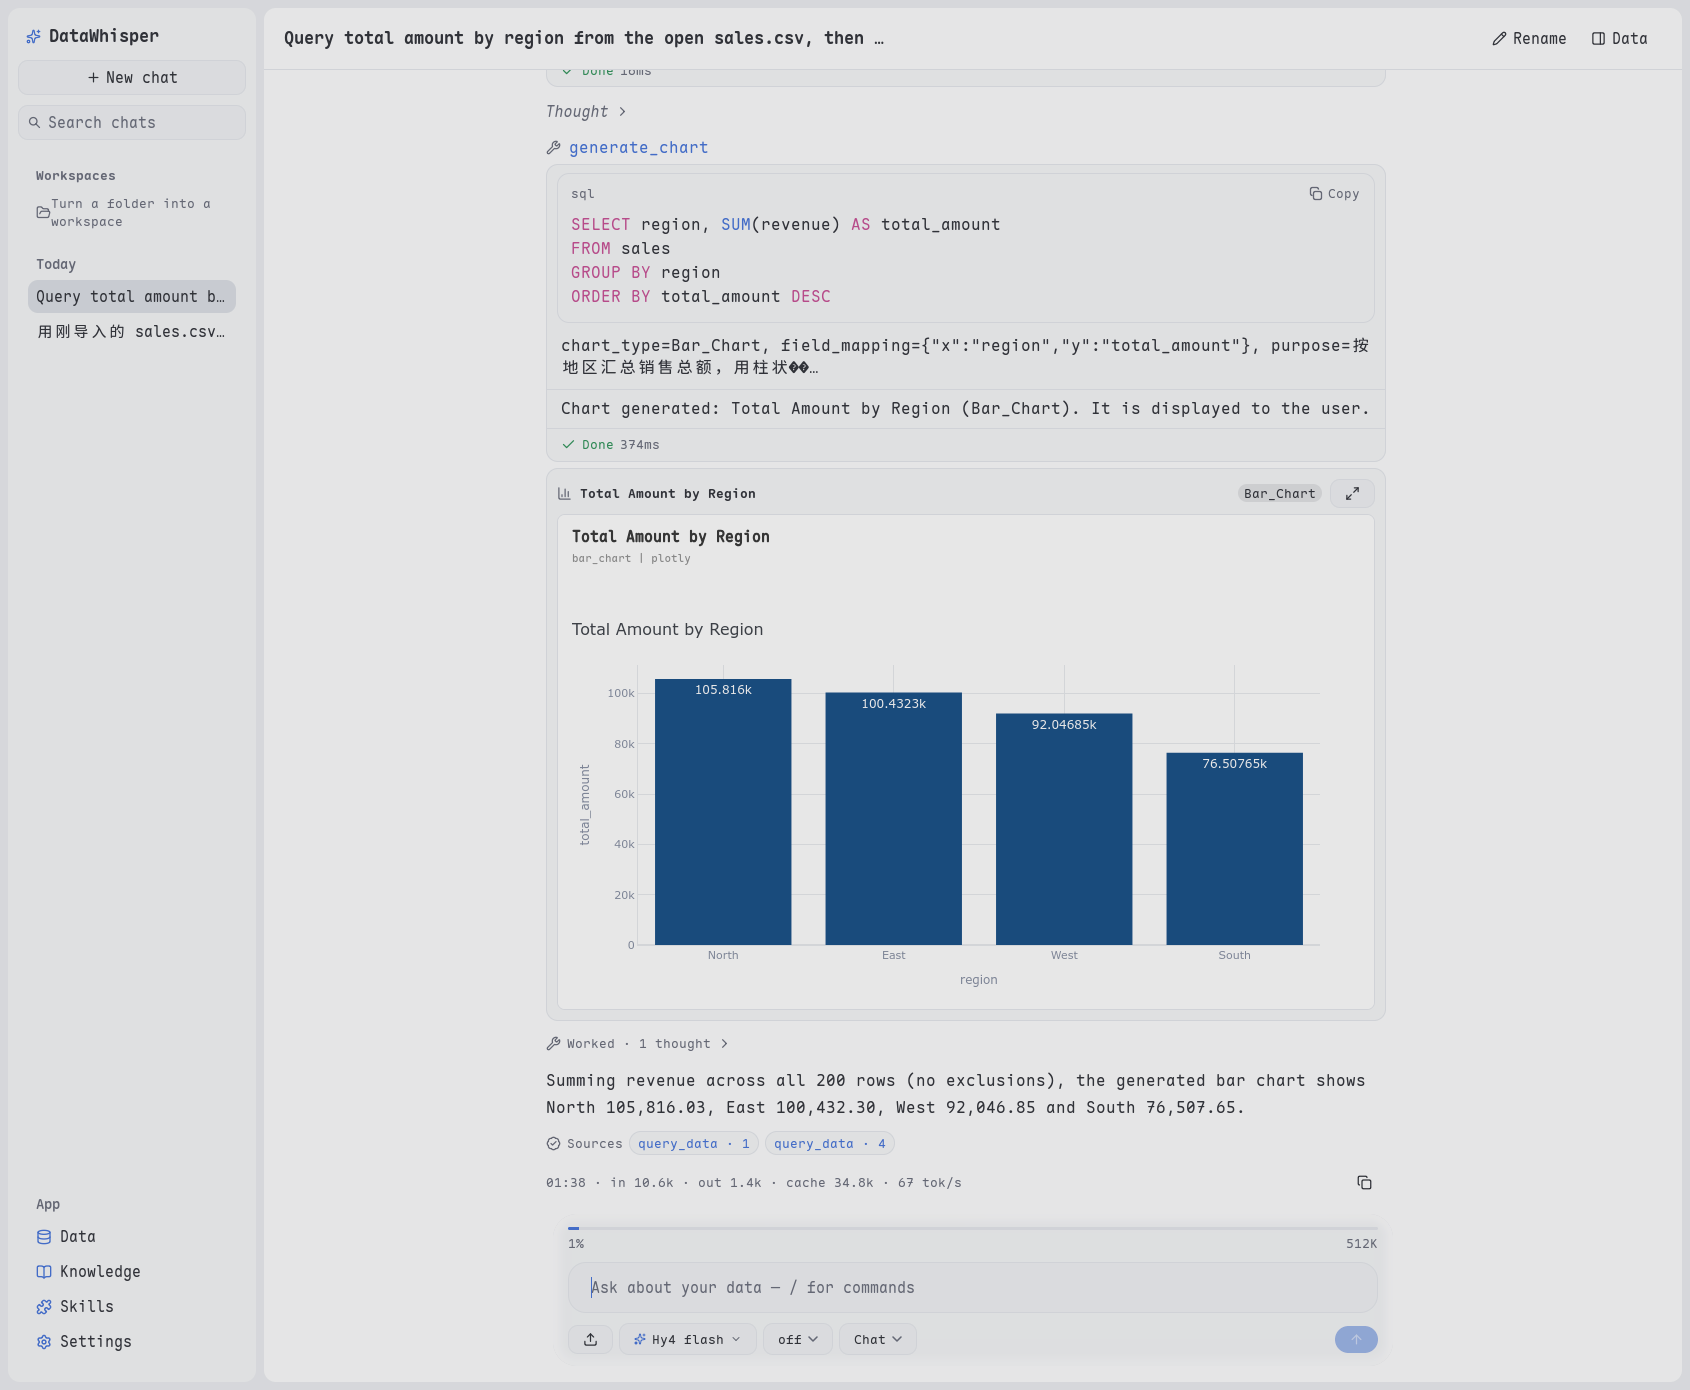 DataWhisper
+ New chat
Search chats
Workspaces
Turn a folder into a
workspace
Today
Query total amount b…
用刚导入的 sales.csv…
App
Data
Knowledge
Skills
Settings
Query total amount by region from the open sales.csv, then …
Rename
Data
Done 16ms
Thought
generate_chart
sql
Copy
SELECT region, SUM(revenue) AS total_amount
FROM sales
GROUP BY region
ORDER BY total_amount DESC
chart_type=Bar_Chart, field_mapping={"x":"region","y":"total_amount"}, purpose=按
地区汇总销售总额，用柱状��…
Chart generated: Total Amount by Region (Bar_Chart). It is displayed to the user.
Done 374ms
Total Amount by Region
Bar_Chart
Total Amount by Region
bar_chart | plotly
Total Amount by Region
105.816k
100.4323k
92.04685k
76.50765k
100k
80k
60k
40k
20k
0
total_amount
North
East
West
South
region
Worked · 1 thought
Summing revenue across all 200 rows (no exclusions), the generated bar chart shows
North 105,816.03, East 100,432.30, West 92,046.85 and South 76,507.65.
Sources
query_data · 1
query_data · 4
01:38 · in 10.6k · out 1.4k · cache 34.8k · 67 tok/s
1%
512K
Ask about your data — / for commands
Hy4 flash
off
Chat